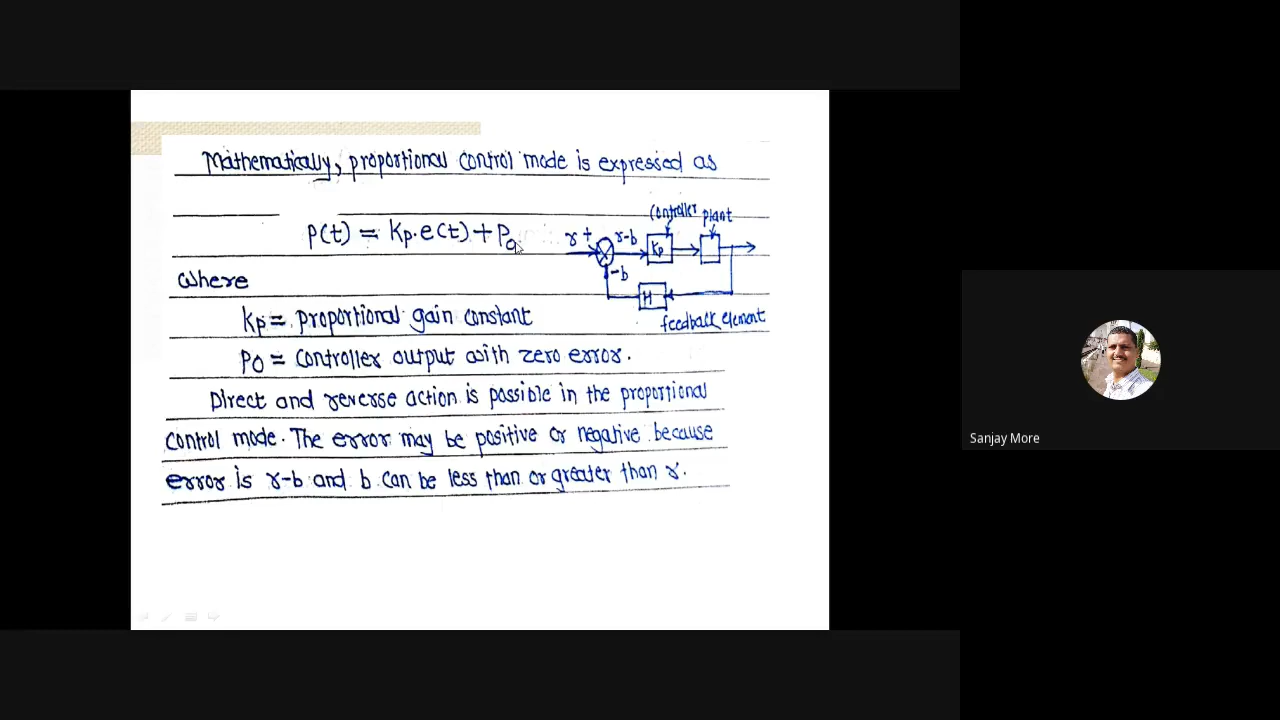 Mathematically, proportional control mode is expressed as
P(t) = Kp.e(t) + Po
Controller plant
r + r-b Kp
-b
H
feedback element
where
Kp = proportional gain constant
Po = controller output with zero error.
Direct and reverse action is possible in the proportional
control mode. The error may be positive or negative because
error is r-b and b can be less than or greater than r.
Sanjay More